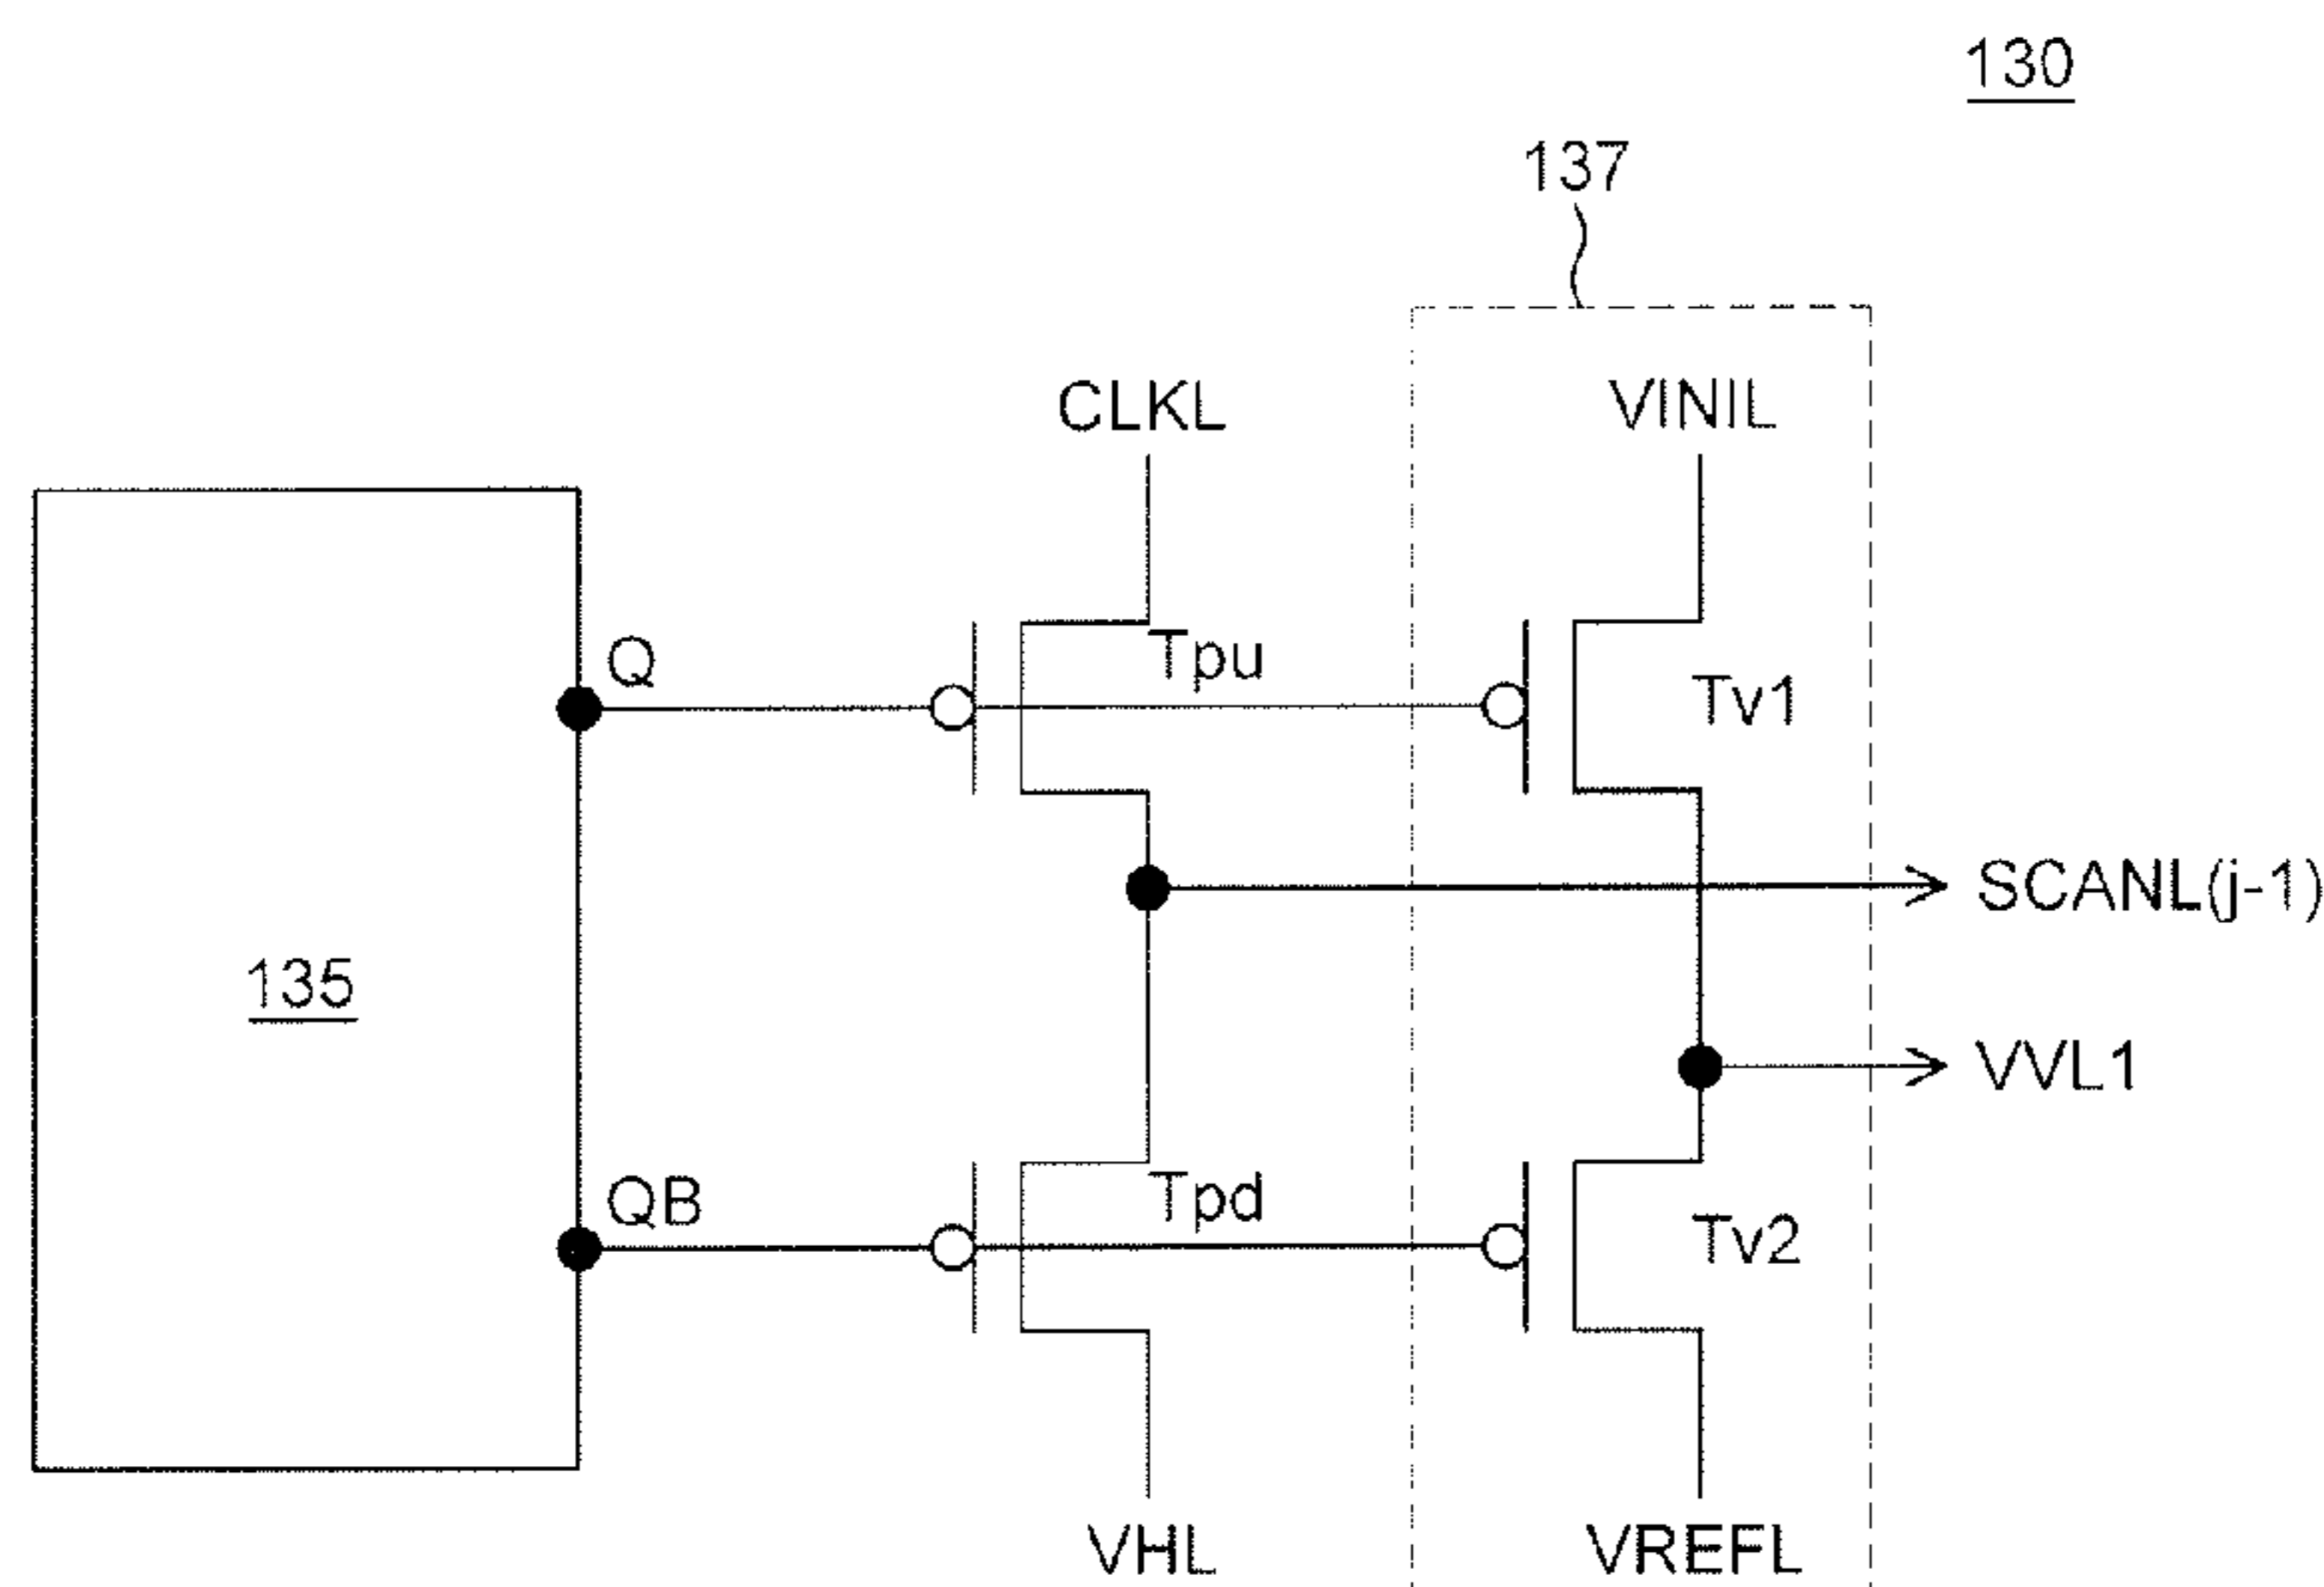 130
137
CLKL
VINIL
Q
Tpu
Tv1
SCANL(j-1)
135
VVL1
QB
Tpd
Tv2
VHL
VREFL